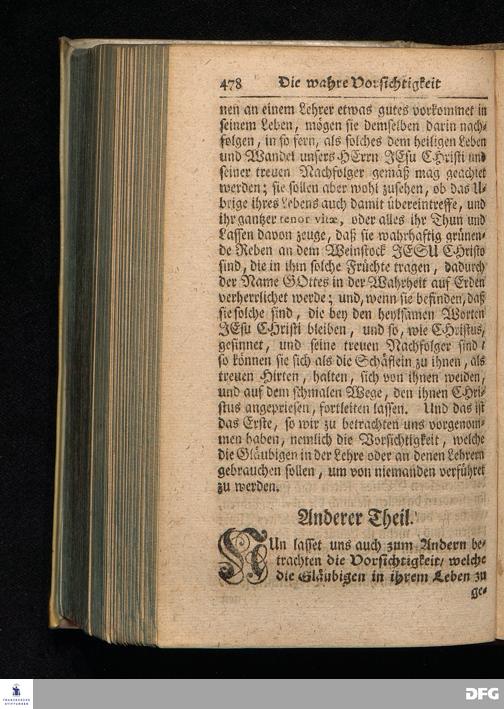 478 Die wahre Vorsichtigkeit
nen an einem Lehrer etwas gutes vorkommet in
seinem Leben, mögen sie demselben darin nach-
folgen, in so fern, als solches dem heiligen Leben
und Wandel unsers HErrn JEsu CHristi und
seiner treuen Nachfolger gemäß mag geachtet
werden; sie sollen aber wohl zusehen, ob das U-
brige ihres Lebens auch damit übereintreffe, und
ihr gantzer tenor vitæ, oder alles ihr Thun und
Lassen davon zeuge, daß sie wahrhaftig grünen-
de Reben an dem Weinstock JESU CHristo
sind, die in ihm solche Früchte tragen, dadurch
der Name GOttes in der Wahrheit auf Erden
verherrlichet werde; und, wenn sie befinden, daß
sie solche sind, die bey den heylsamen Worten
JEsu CHristi bleiben, und so, wie CHristus,
gesinnet, und seine treuen Nachfolger sind;
so können sie sich als die Schäflein zu ihnen, als
treuen Hirten, halten, sich von ihnen weiden,
und auf dem schmalen Wege, den ihnen CHri-
stus angepriesen, fortleiten lassen. Und das ist
das Erste, so wir zu betrachten uns vorgenom-
men haben, nemlich die Vorsichtigkeit, welche
die Gläubigen in der Lehre oder an denen Lehrern
gebrauchen sollen, um von niemanden verführet
zu werden.
Anderer Theil.
NUn lasset uns auch zum Andern be-
trachten die Vorsichtigkeit, welche
die Gläubigen in ihrem Leben zu
ge-
FRANCKESCHE
STIFTUNGEN
DFG